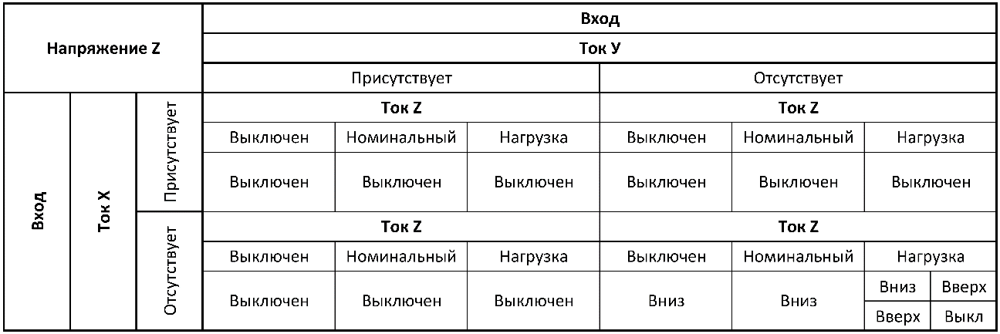 Напряжение Z
Вход
Ток У
Присутствует Отсутствует
Вход
Ток X
Присутствует
Ток Z Ток Z
Выключен Номинальный Нагрузка Выключен Номинальный Нагрузка
Выключен Выключен Выключен Выключен Выключен Выключен
Отсутствует
Ток Z Ток Z
Выключен Номинальный Нагрузка Выключен Номинальный Нагрузка
Выключен Выключен Выключен Вниз Вниз
Вниз Вверх
Вверх Выкл